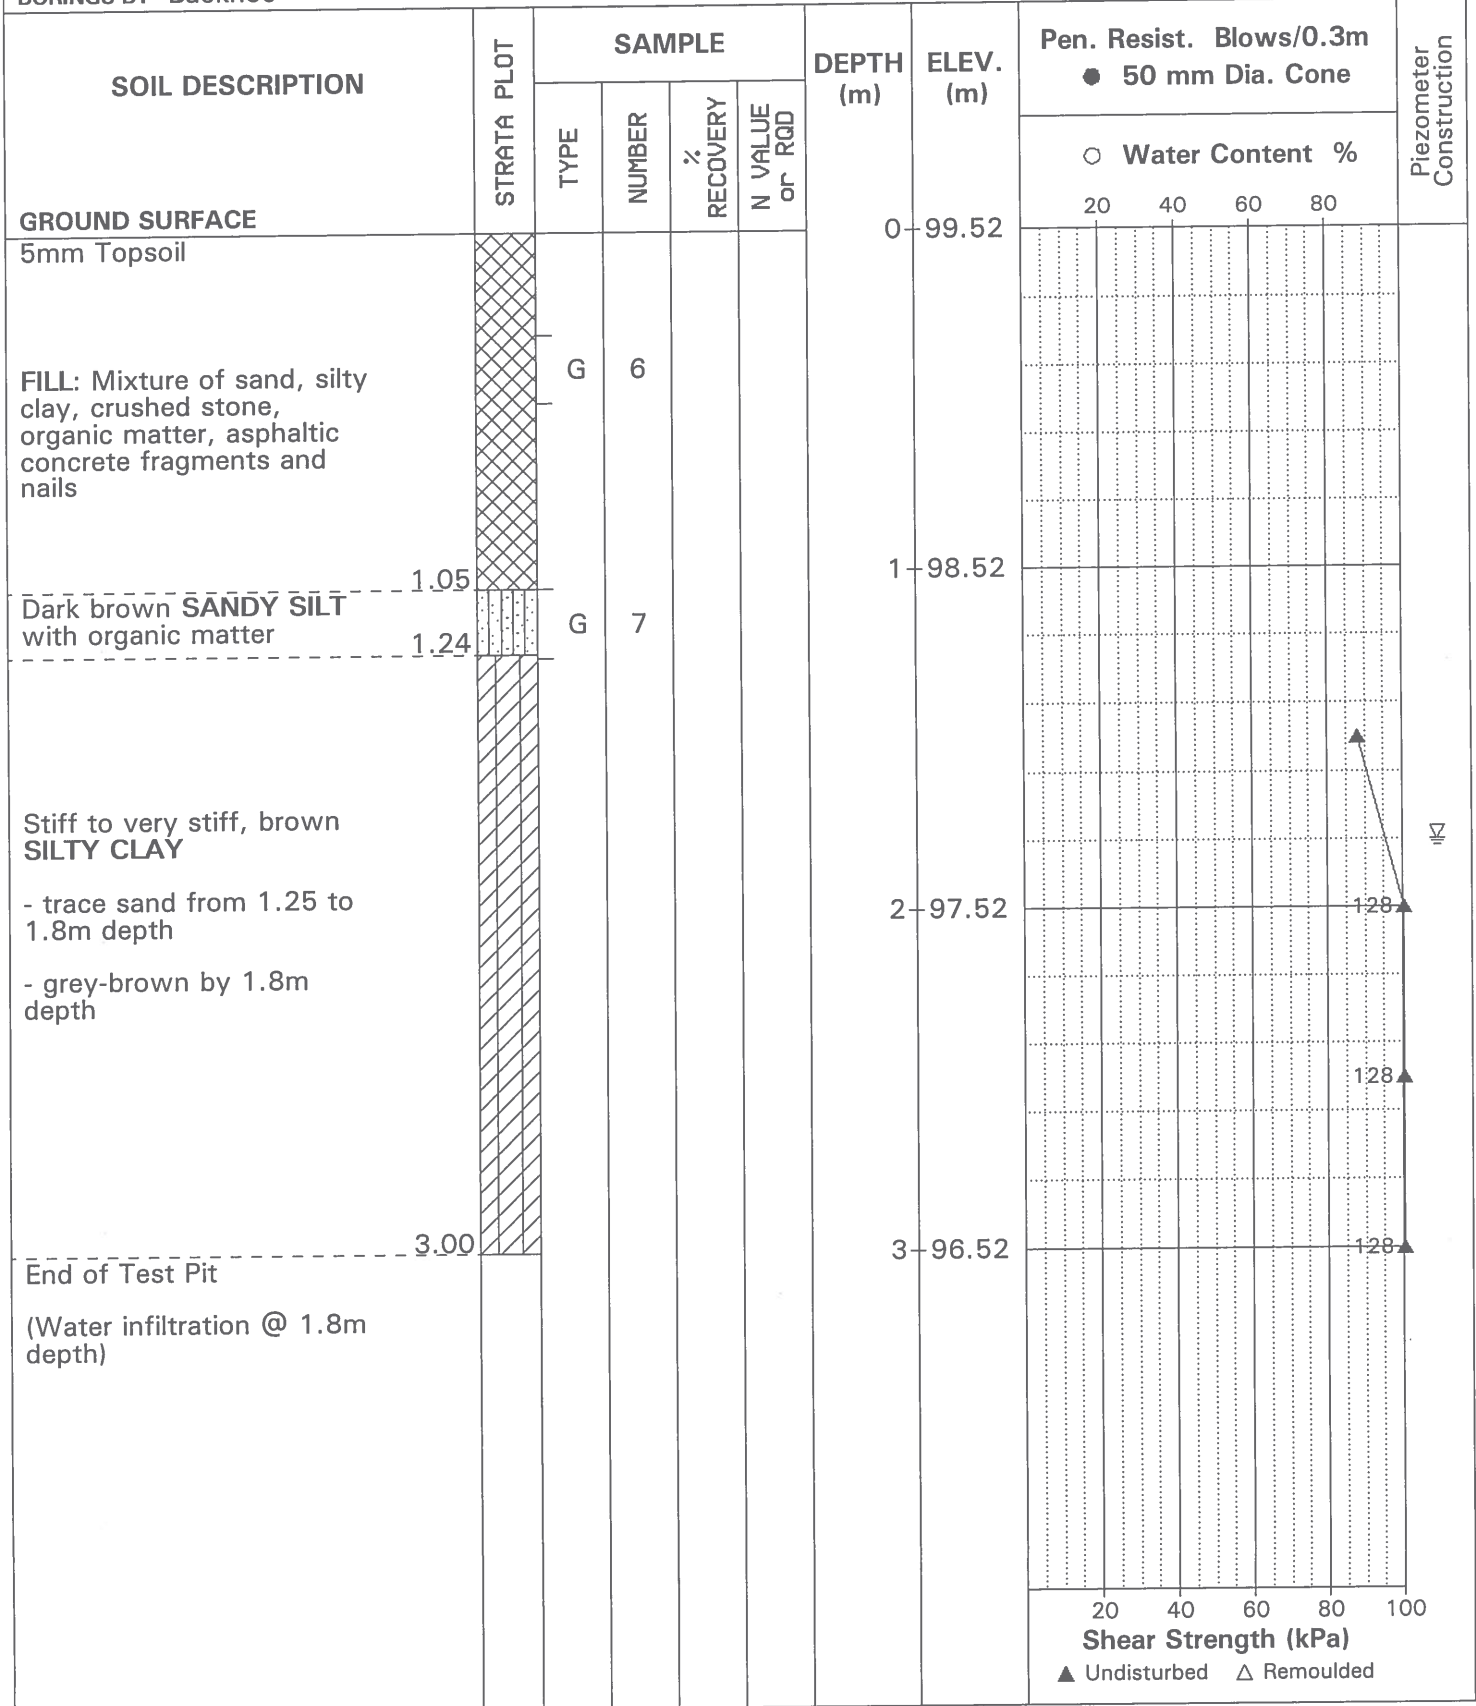 SOIL DESCRIPTION
GROUND SURFACE
STRATA PLOT
SAMPLE
TYPE
NUMBER
%
RECOVERY
N VALUE
or RQD
DEPTH
(m)
ELEV.
(m)
Pen. Resist. Blows/0.3m
● 50 mm Dia. Cone
○ Water Content %
20 40 60 80
Piezometer
Construction
0 99.52
5mm Topsoil
G 6
FILL: Mixture of sand, silty
clay, crushed stone,
organic matter, asphaltic
concrete fragments and
nails
1 98.52
1.05
Dark brown SANDY SILT
with organic matter
1.24
G 7
Stiff to very stiff, brown
SILTY CLAY
- trace sand from 1.25 to
1.8m depth
- grey-brown by 1.8m
depth
2 97.52
128
128
3.00
3 96.52
128
End of Test Pit
(Water infiltration @ 1.8m
depth)
20 40 60 80 100
Shear Strength (kPa)
▲ Undisturbed △ Remoulded